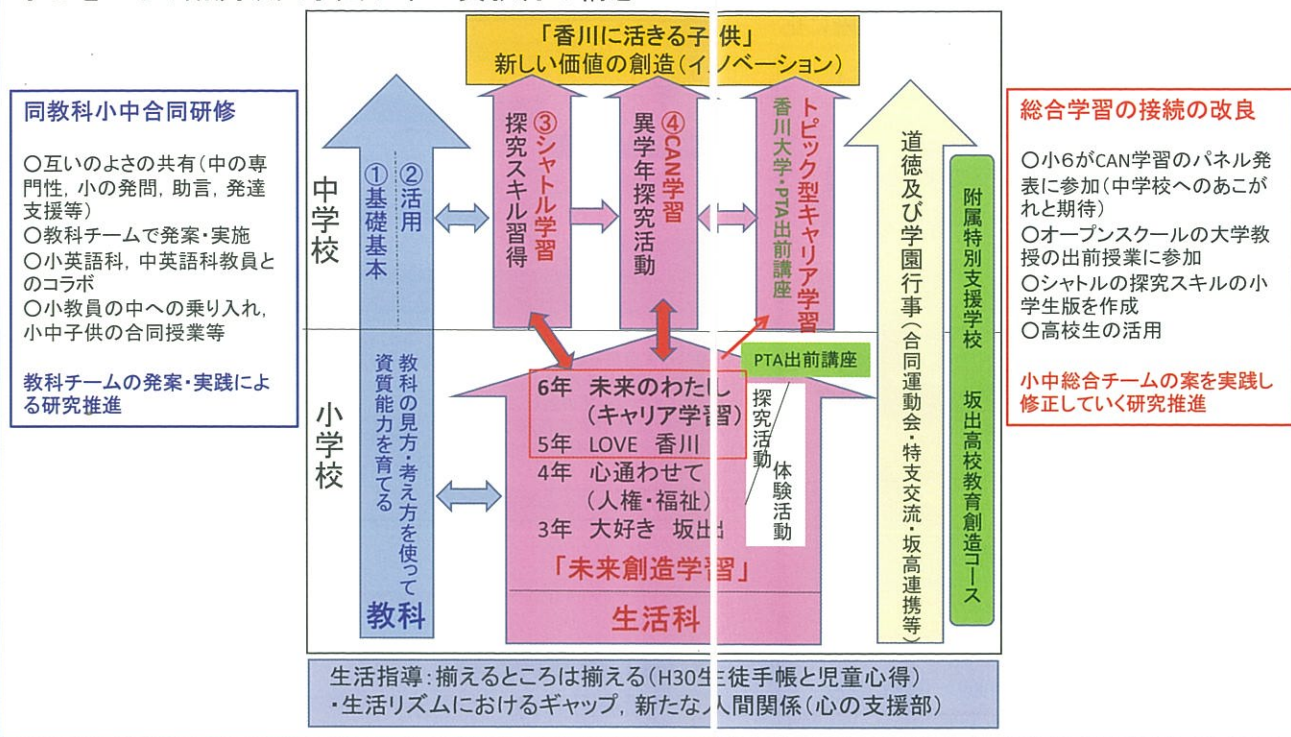 「香川に活きる子供」
新しい価値の創造(イノベーション)
同教科小中合同研修
○互いのよさの共有(中の専
門性,小の発問,助言,発達
支援等)
○教科チームで発案・実施
○小英語科,中英語科教員と
のコラボ
○小教員の中への乗り入れ,
小中子供の合同授業等
教科チームの発案・実践によ
る研究推進
中学校
①基礎基本
②活用
③シャトル学習
探究スキル習得
④CAN学習
異学年探究活動
トピック型キャリア学習
香川大学・PTA出前講座
小学校
教科の見方・考え方を使って
資質能力を育てる
教科
6年 未来のわたし
(キャリア学習)
5年 LOVE 香川
4年 心通わせて
(人権・福祉)
3年 大好き 坂出
「未来創造学習」
生活科
PTA出前講座
探究活動
体験活動
道徳及び学園行事(合同運動会・特支交流・坂高連携等)
附属特別支援学校 坂出高校教育創造コース
総合学習の接続の改良
○小6がCAN学習のパネル発
表に参加(中学校へのあこが
れと期待)
○オープンスクールの大学教
授の出前授業に参加
○シャトルの探究スキルの小
学生版を作成
○高校生の活用
小中総合チームの案を実践し
修正していく研究推進
生活指導:揃えるところは揃える(H30生徒手帳と児童心得)
・生活リズムにおけるギャップ,新たな人間関係(心の支援部)